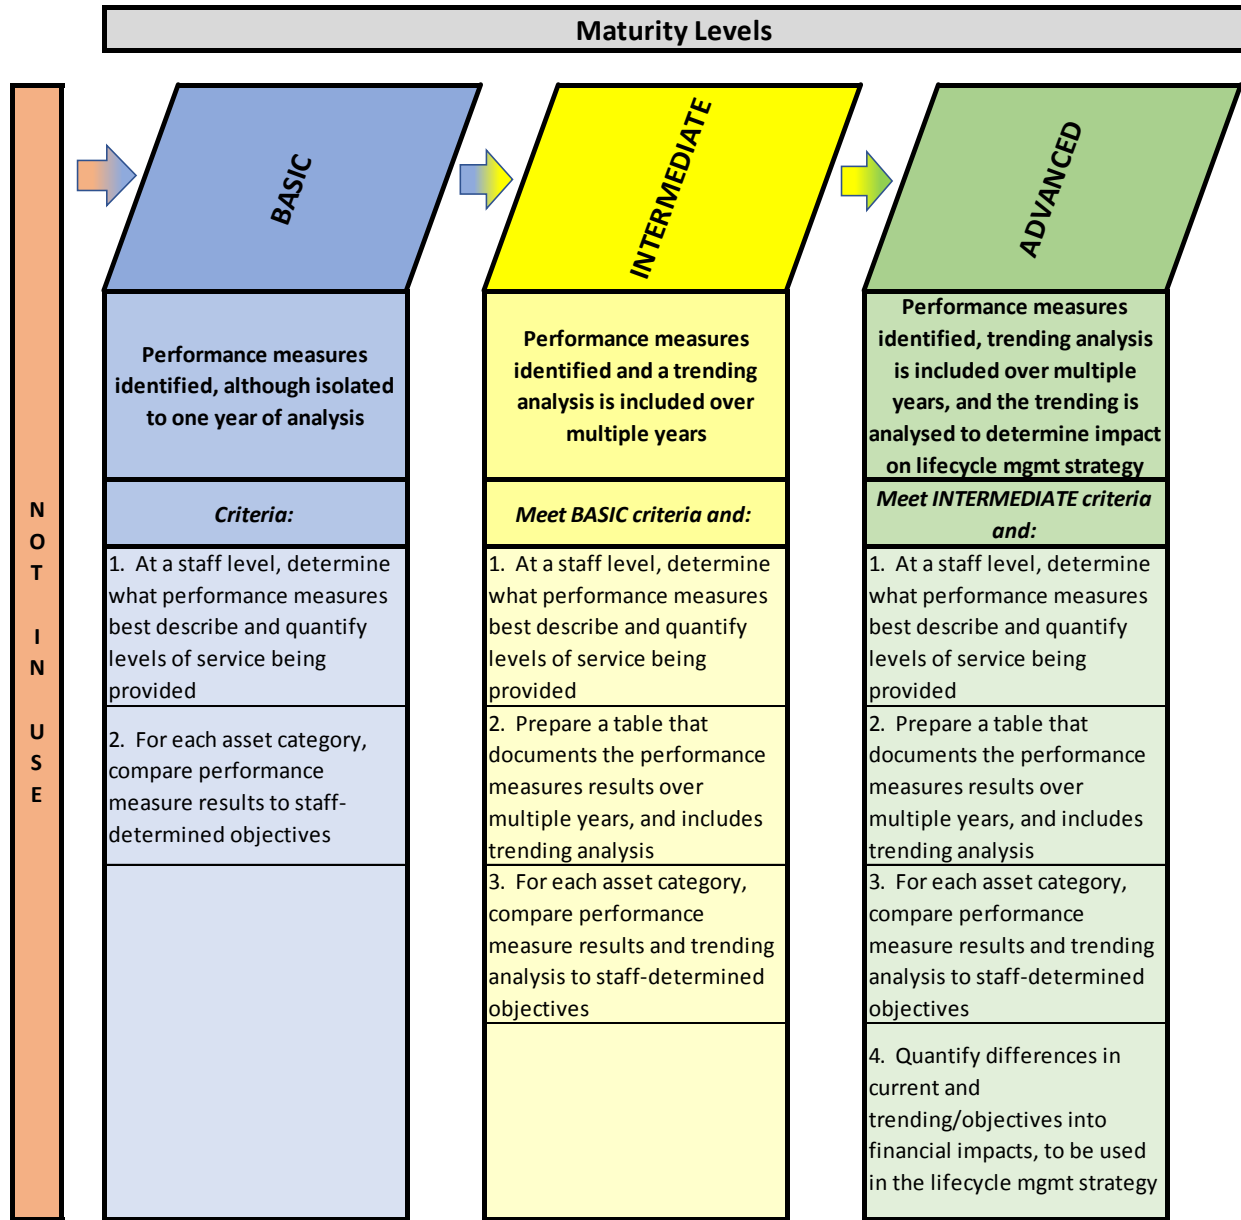 Maturity Levels
NOT IN USE
BASIC
Performance measures
identified, although isolated
to one year of analysis
Criteria:
1. At a staff level, determine
what performance measures
best describe and quantify
levels of service being
provided
2. For each asset category,
compare performance
measure results to staff-
determined objectives
INTERMEDIATE
Performance measures
identified and a trending
analysis is included over
multiple years
Meet BASIC criteria and:
1. At a staff level, determine
what performance measures
best describe and quantify
levels of service being
provided
2. Prepare a table that
documents the performance
measures results over
multiple years, and includes
trending analysis
3. For each asset category,
compare performance
measure results and trending
analysis to staff-determined
objectives
ADVANCED
Performance measures
identified, trending analysis
is included over multiple
years, and the trending is
analysed to determine impact
on lifecycle mgmt strategy
Meet INTERMEDIATE criteria
and:
1. At a staff level, determine
what performance measures
best describe and quantify
levels of service being
provided
2. Prepare a table that
documents the performance
measures results over
multiple years, and includes
trending analysis
3. For each asset category,
compare performance
measure results and trending
analysis to staff-determined
objectives
4. Quantify differences in
current and
trending/objectives into
financial impacts, to be used
in the lifecycle mgmt strategy